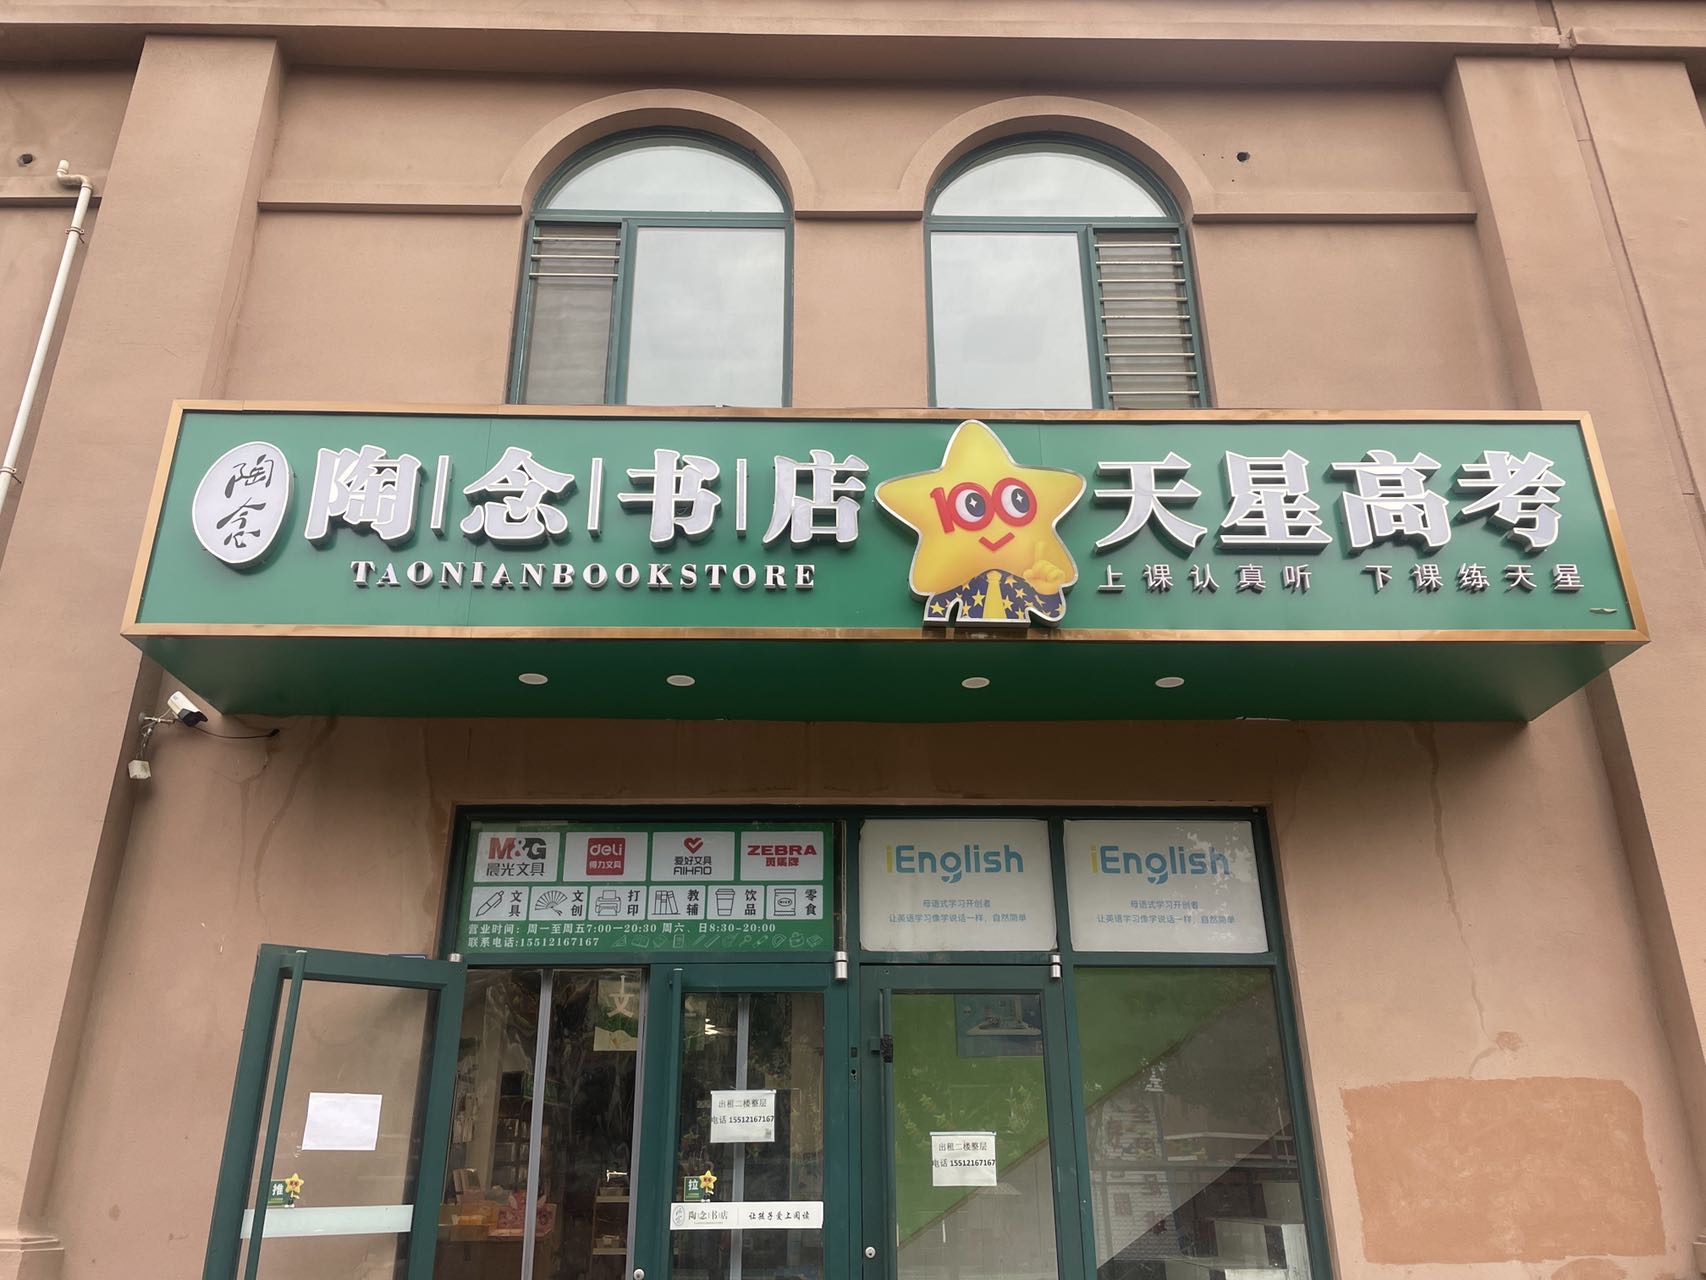 陶念
陶念书店
TAONIANBOOKSTORE
100
天星高考
上课认真听 下课练天星
M&G
晨光文具
deli
得力文具
爱好文具
AIHAO
ZEBRA
斑马牌
文具
文创
打印
教辅
饮品
零食
营业时间：周一至周五7:00-20:30 周六、日8:30-20:00
联系电话:15512167167
iEnglish
母语式学习开创者
让英语学习像学说话一样，自然简单
iEnglish
母语式学习开创者
让英语学习像学说话一样，自然简单
文
推
出租二楼整层
电话 15512167167
拉
陶念书店 让孩子爱上阅读
出租二楼整层
电话 15512167167